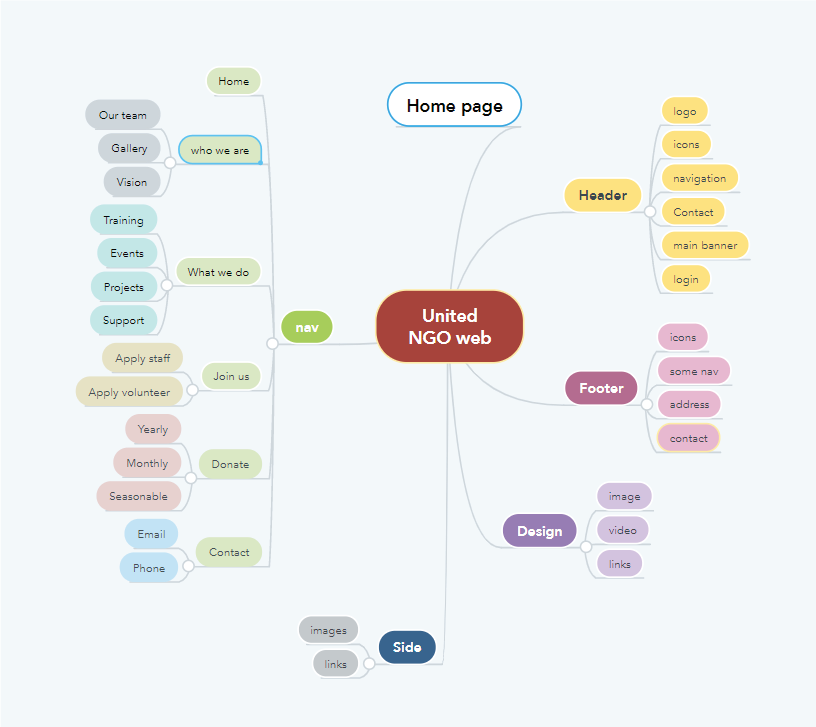 Home page
United
NGO web
nav
Home
who we are
Our team
Gallery
Vision
What we do
Training
Events
Projects
Support
Join us
Apply staff
Apply volunteer
Donate
Yearly
Monthly
Seasonable
Contact
Email
Phone
Header
logo
icons
navigation
Contact
main banner
login
Footer
icons
some nav
address
contact
Design
image
video
links
Side
images
links